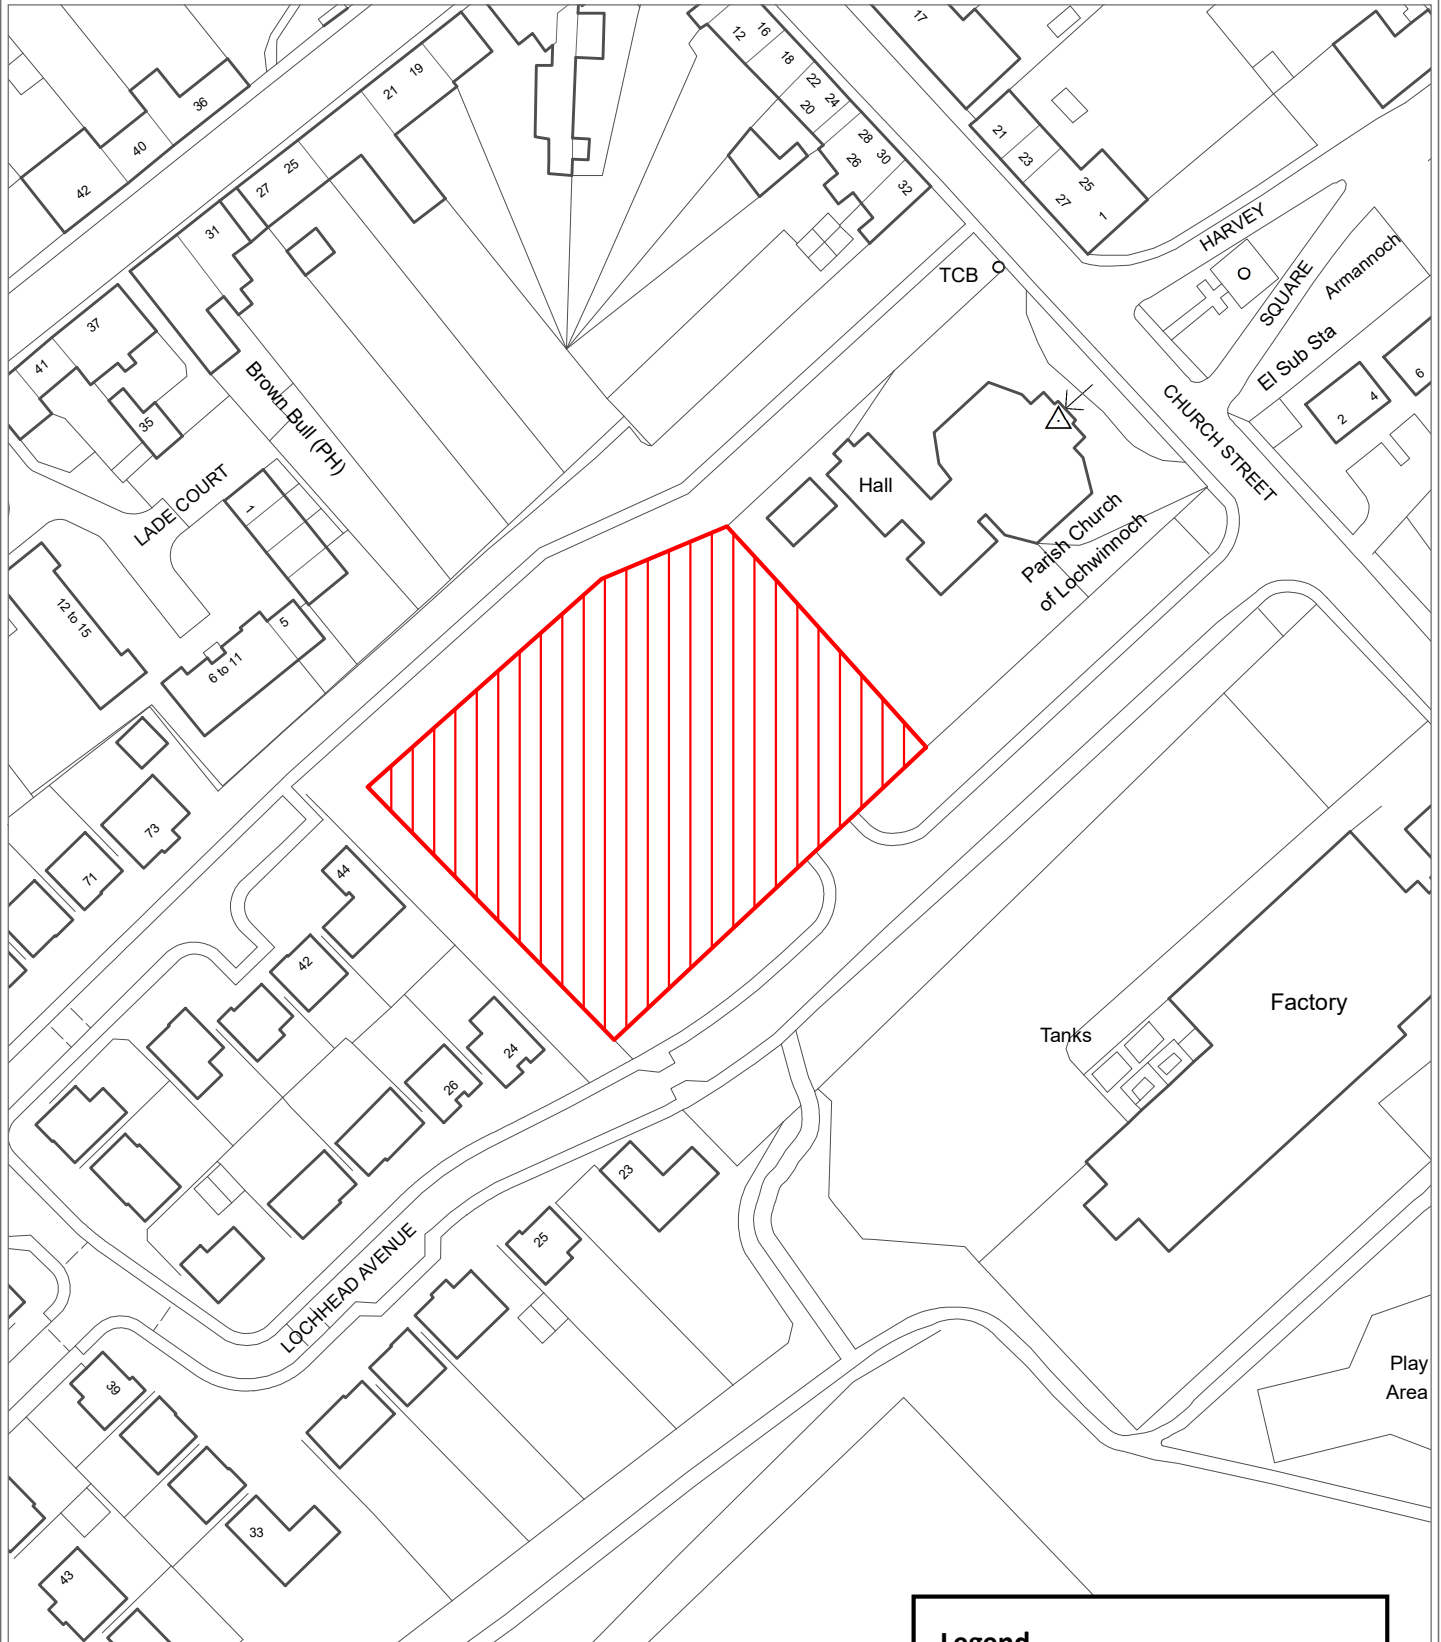 17
16
12
18
22
24
20
19
21
36
40
42
28
30
26
32
21
23
25
27
1
25
27
31
HARVEY
SQUARE
Armannoch
TCB
El Sub Sta
37
41
35
Brown Bull (PH)
6
4
2
CHURCH STREET
LADE COURT
1
Hall
Parish Church
of Lochwinnoch
12 to 15
5
6 to 11
73
71
44
42
24
26
Factory
Tanks
23
25
LOCHHEAD AVENUE
39
Play
Area
33
43
Legend